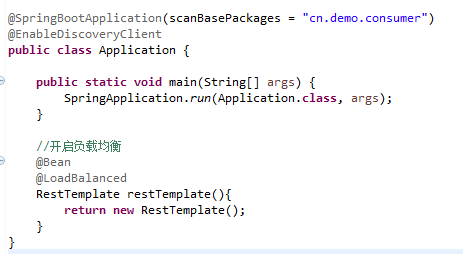 @SpringBootApplication(scanBasePackages = "cn.demo.consumer")
@EnableDiscoveryClient
public class Application {
    public static void main(String[] args) {
        SpringApplication.run(Application.class, args);
    }
    //开启负载均衡
    @Bean
    @LoadBalanced
    RestTemplate restTemplate(){
        return new RestTemplate();
    }
}